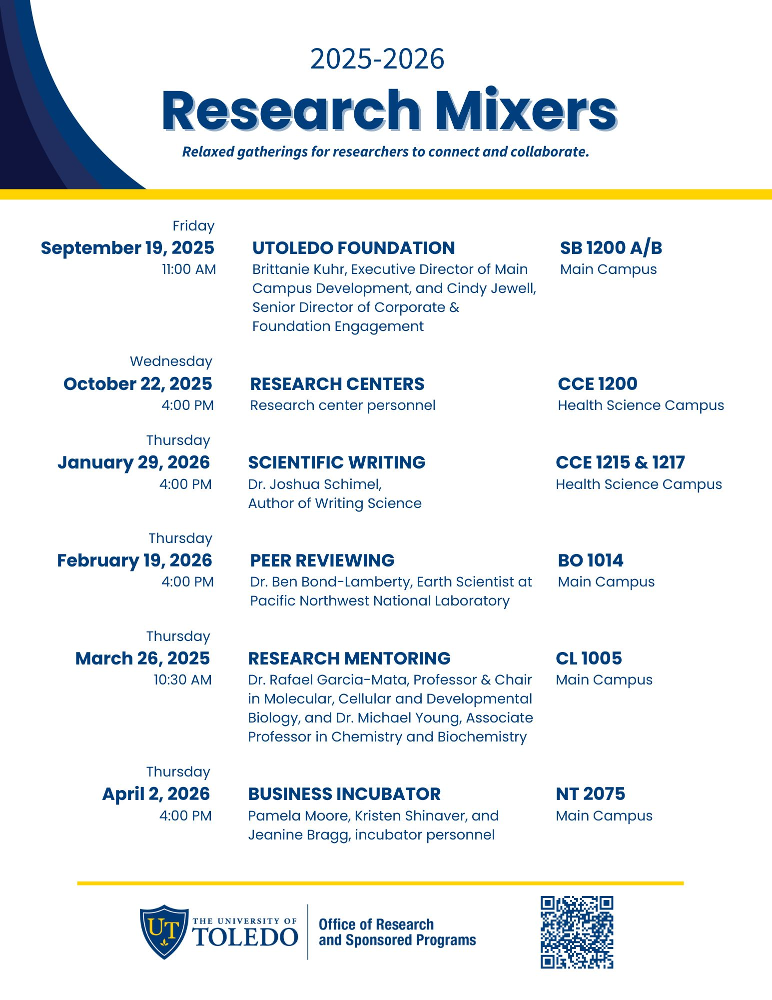 2025-2026
Research Mixers
Relaxed gatherings for researchers to connect and collaborate.
Friday
September 19, 2025
11:00 AM
UTOLEDO FOUNDATION
Brittanie Kuhr, Executive Director of Main
Campus Development, and Cindy Jewell,
Senior Director of Corporate &
Foundation Engagement
SB 1200 A/B
Main Campus
Wednesday
October 22, 2025
4:00 PM
RESEARCH CENTERS
Research center personnel
CCE 1200
Health Science Campus
Thursday
January 29, 2026
4:00 PM
SCIENTIFIC WRITING
Dr. Joshua Schimel,
Author of Writing Science
CCE 1215 & 1217
Health Science Campus
Thursday
February 19, 2026
4:00 PM
PEER REVIEWING
Dr. Ben Bond-Lamberty, Earth Scientist at
Pacific Northwest National Laboratory
BO 1014
Main Campus
Thursday
March 26, 2025
10:30 AM
RESEARCH MENTORING
Dr. Rafael Garcia-Mata, Professor & Chair
in Molecular, Cellular and Developmental
Biology, and Dr. Michael Young, Associate
Professor in Chemistry and Biochemistry
CL 1005
Main Campus
Thursday
April 2, 2026
4:00 PM
BUSINESS INCUBATOR
Pamela Moore, Kristen Shinaver, and
Jeanine Bragg, incubator personnel
NT 2075
Main Campus
UT
THE UNIVERSITY OF
TOLEDO
Office of Research
and Sponsored Programs